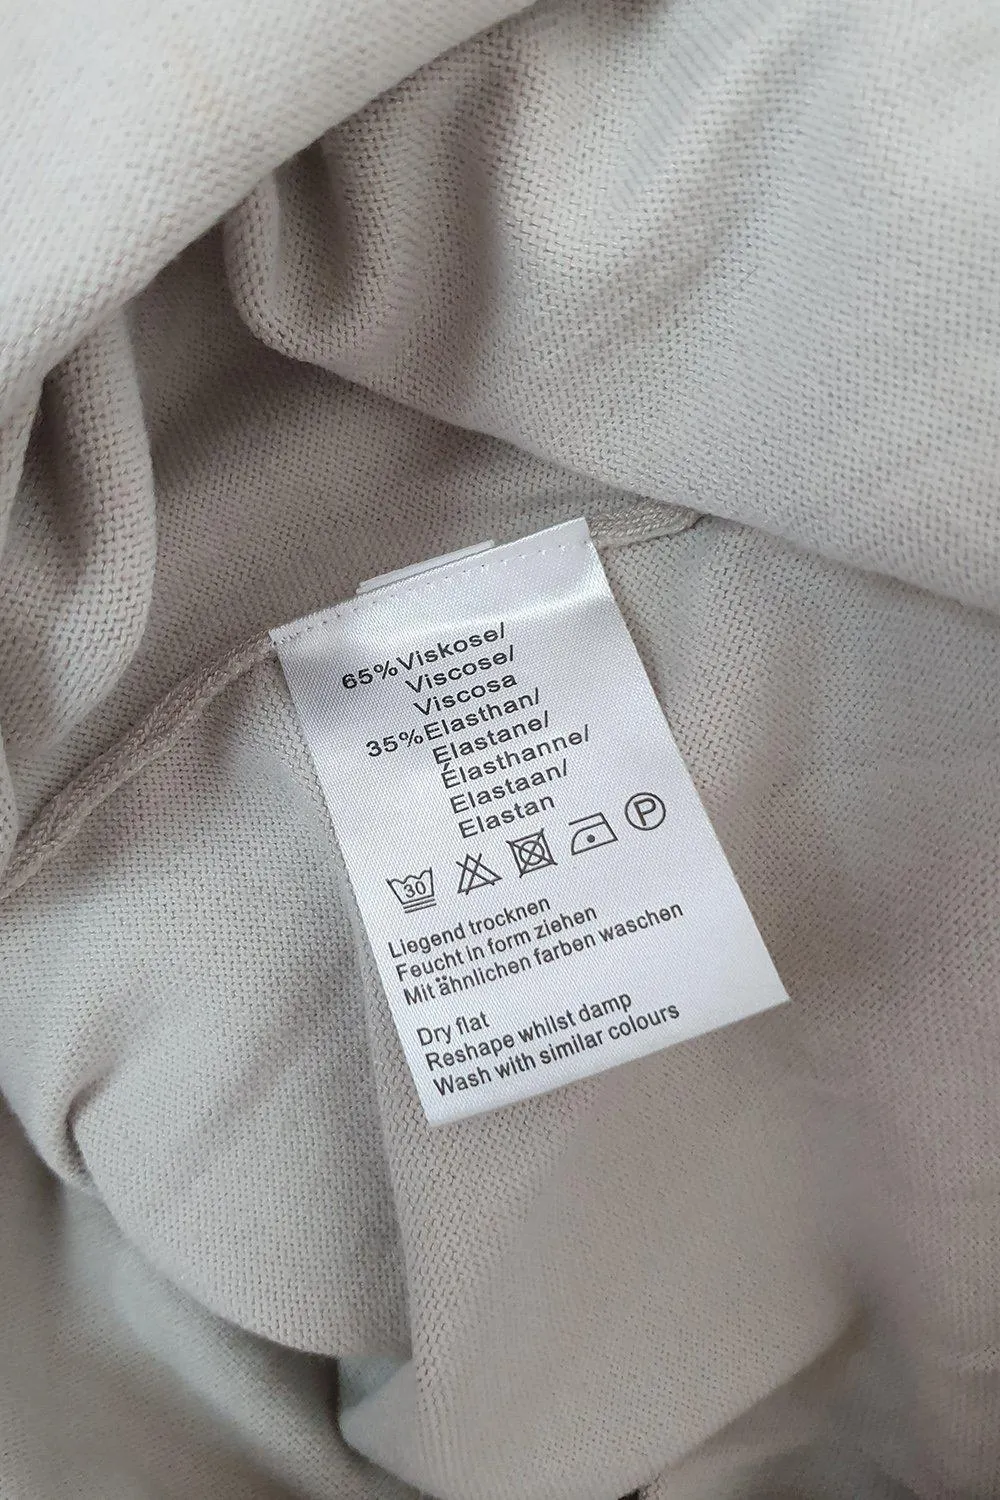 65%Viskose/
Viscose/
Viscosa
35%Elasthan/
Elastane/
Élasthanne/
Elastaan/
Elastan
30 P
Liegend trocknen
Feucht In form ziehen
Mit ähnlichen farben waschen
Dry flat
Reshape whilst damp
Wash with similar colours